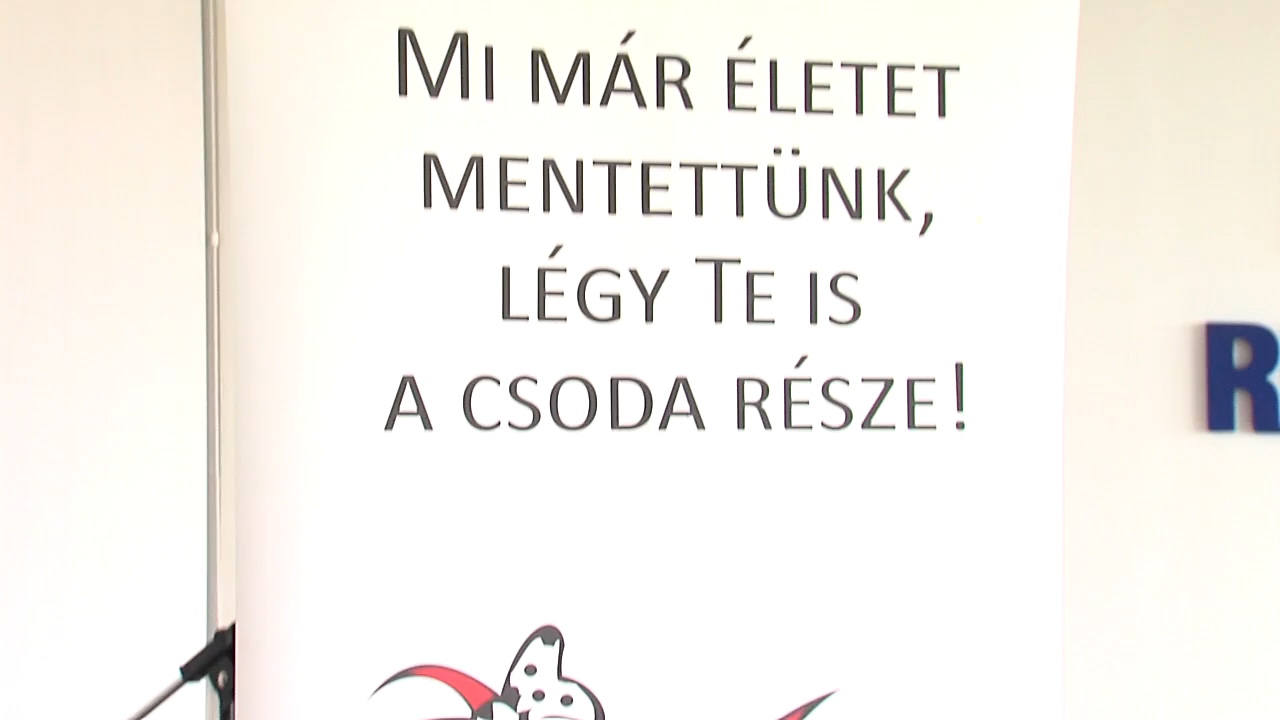 Mi már életet
mentettünk,
légy Te is
a csoda része!
R